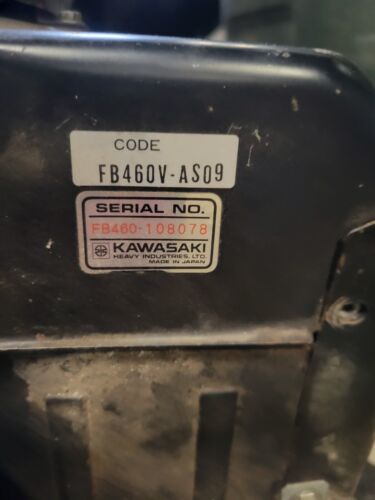 CODE
FB460V-AS09
SERIAL NO.
FB460-108078
KAWASAKI
HEAVY INDUSTRIES, LTD.
MADE IN JAPAN